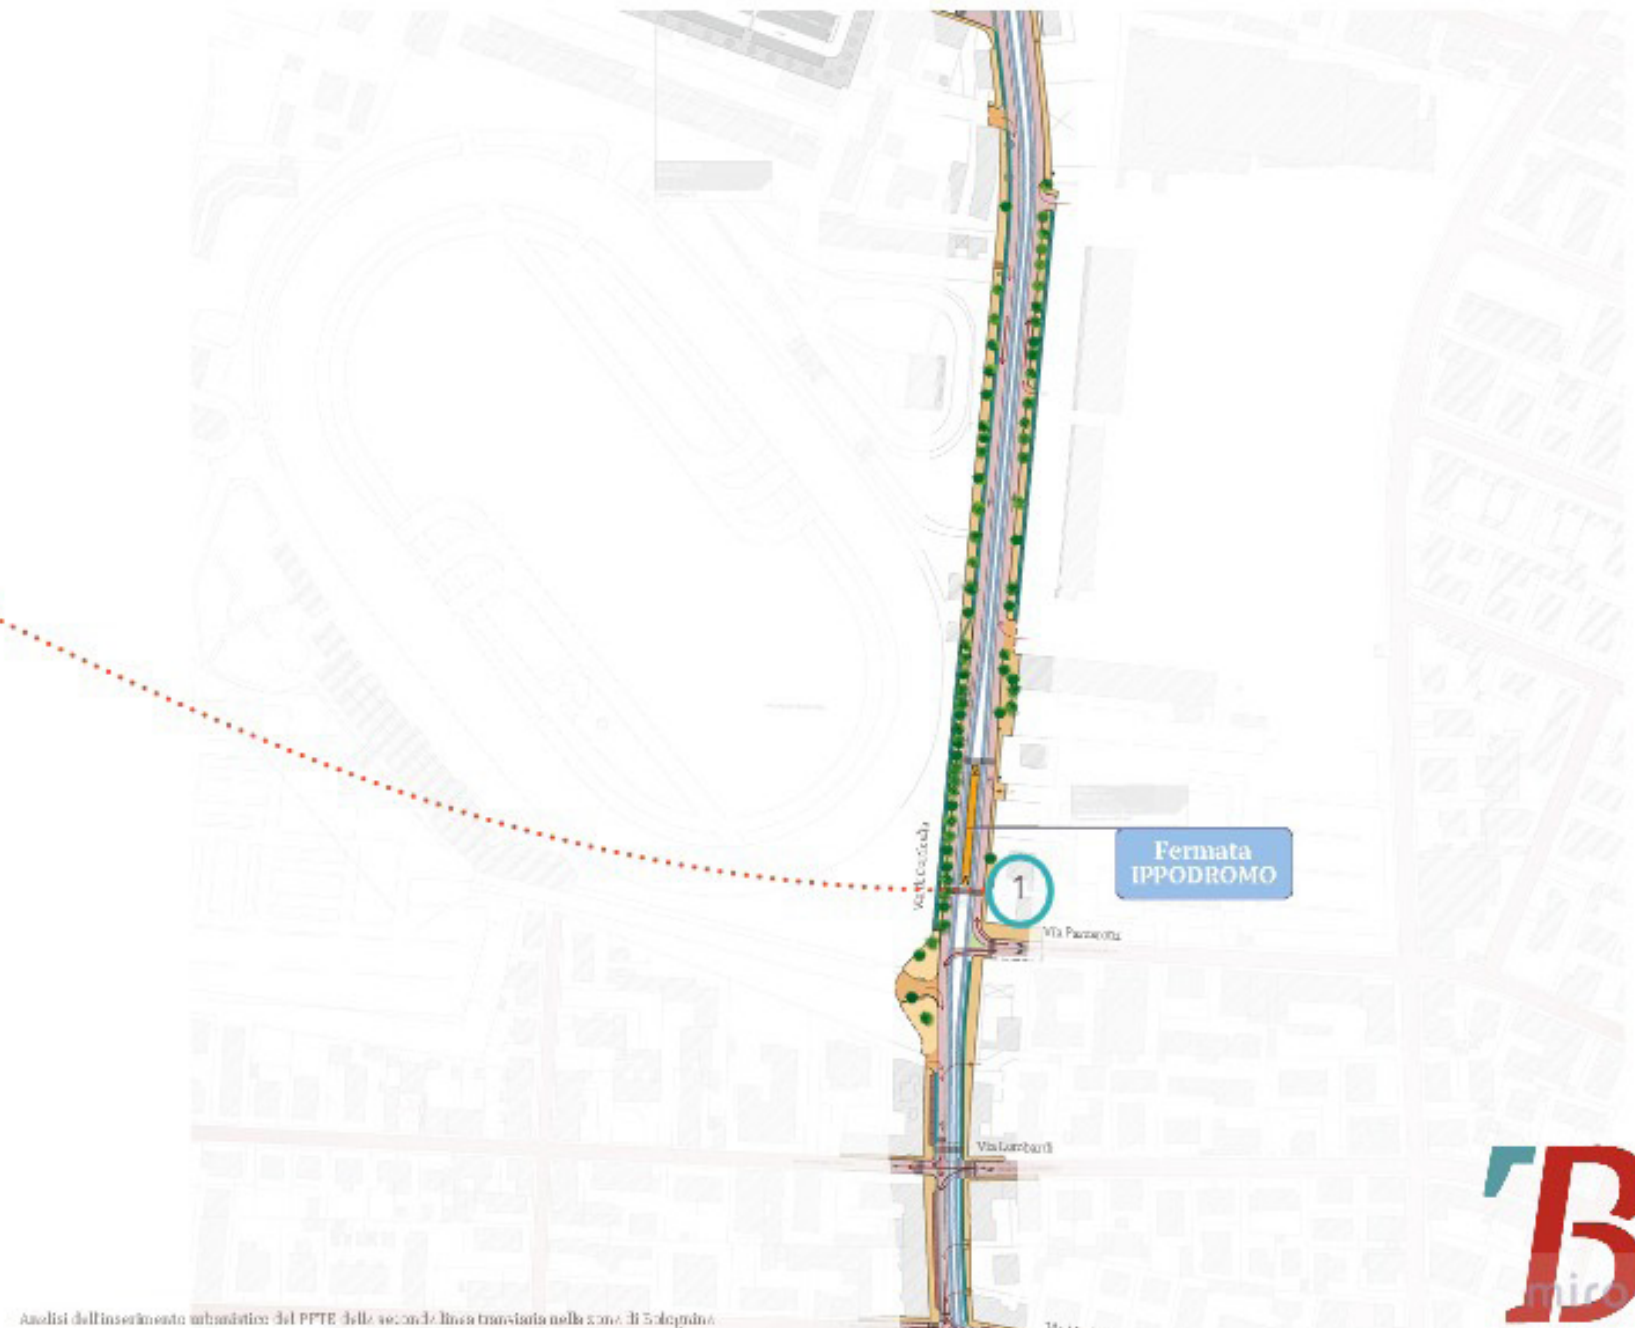 1
Fermata
IPPODROMO
Via
Via Lombardi
Analisi dell'inserimento urbanistico del PFTE della seconda linea tranviaria nella zona di Bolognina
B
miro